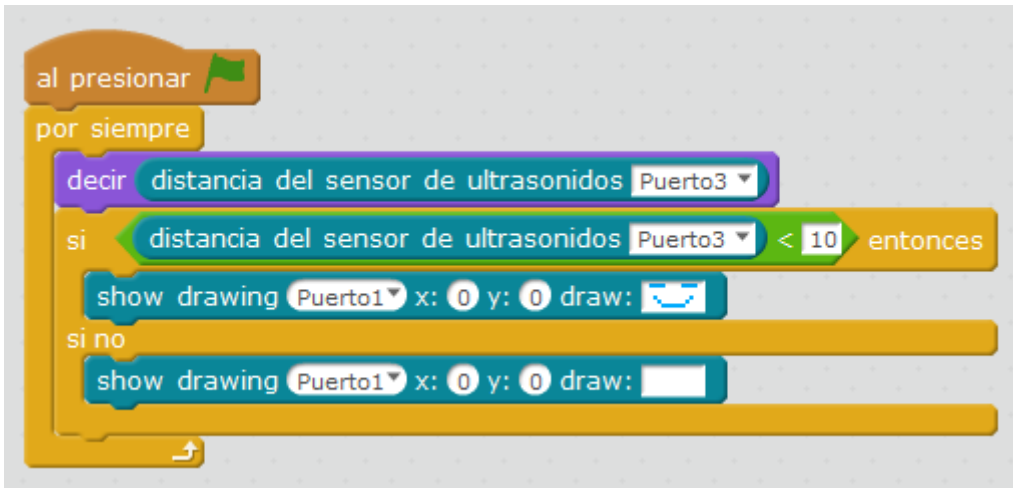 al presionar
por siempre
decir distancia del sensor de ultrasonidos Puerto3
si distancia del sensor de ultrasonidos Puerto3 < 10 entonces
show drawing Puerto1 x: 0 y: 0 draw:
si no
show drawing Puerto1 x: 0 y: 0 draw: